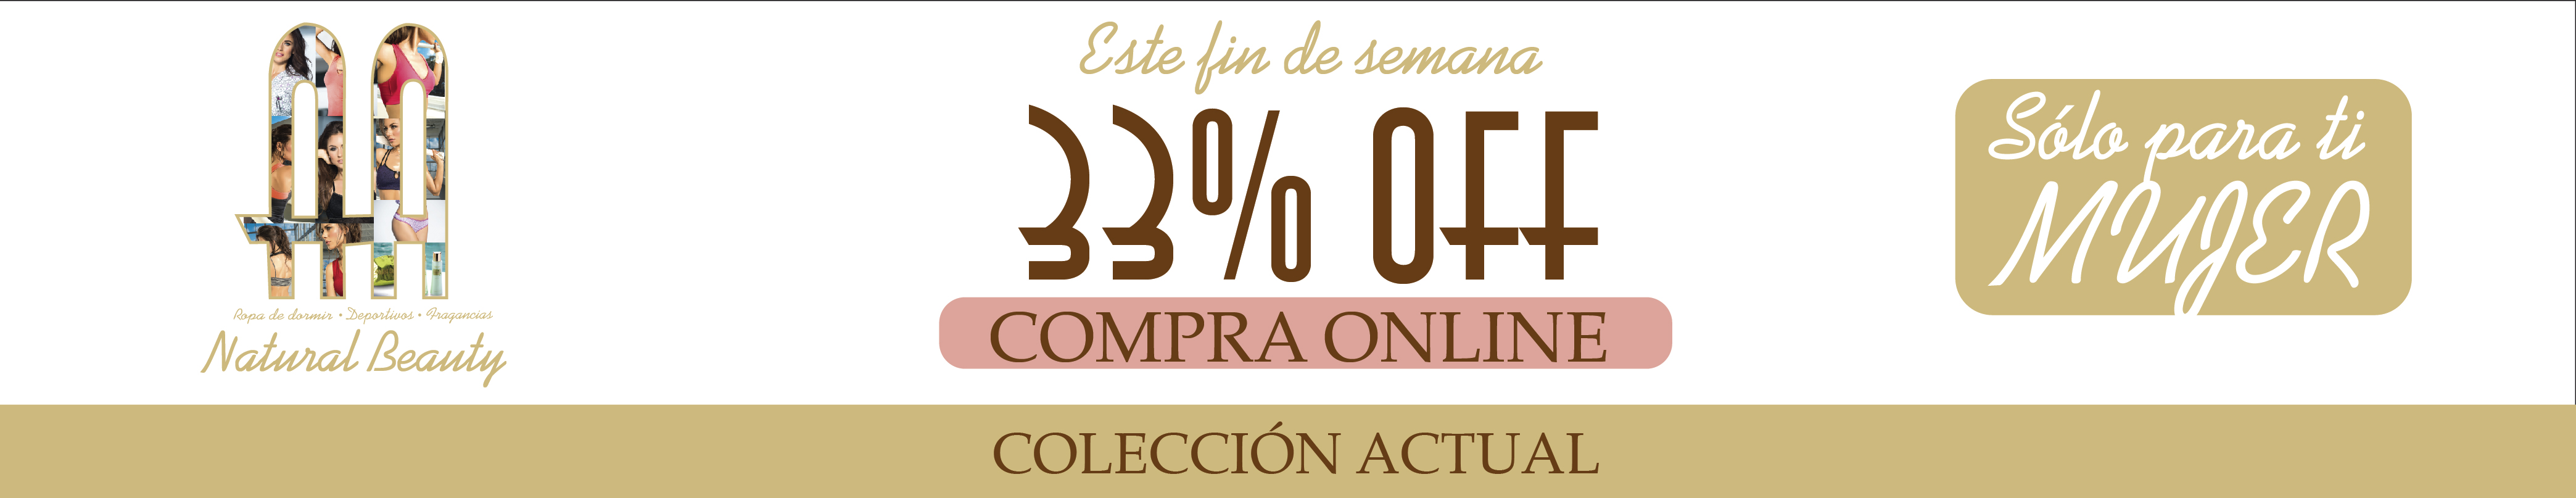 Ropa de dormir • Deportivos • Fragancias
Natural Beauty
Este fin de semana
33% OFF
COMPRA ONLINE
Sólo para ti
MUJER
COLECCIÓN ACTUAL